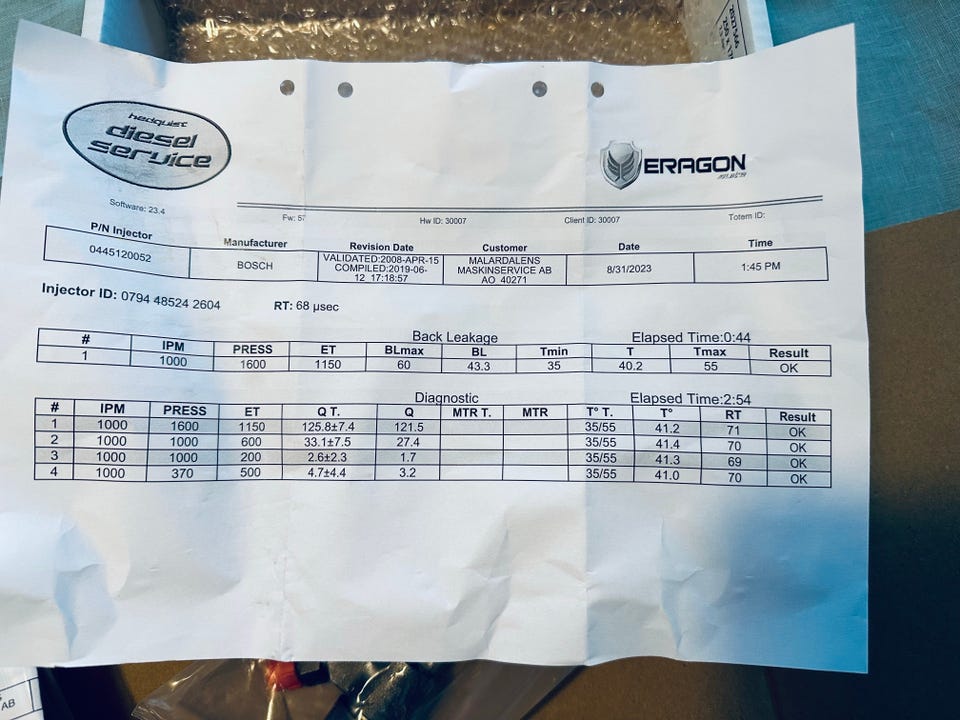 hedquist
diesel
service
ERAGON
Software: 23.4
Fw: 57
Hw ID: 30007
Client ID: 30007
Totem ID:
P/N Injector Manufacturer Revision Date Customer Date Time
0445120052 BOSCH VALIDATED:2008-APR-15 MALARDALENS 8/31/2023 1:45 PM
COMPILED:2019-06- MASKINSERVICE AB
12 17:18:57 AO 40271
Injector ID: 0794 48524 2604 RT: 68 µsec
Back Leakage Elapsed Time:0:44
# IPM PRESS ET BLmax BL Tmin T Tmax Result
1 1000 1600 1150 60 43.3 35 40.2 55 OK
Diagnostic Elapsed Time:2:54
# IPM PRESS ET Q T. Q MTR T. MTR T° T. T° RT Result
1 1000 1600 1150 125.8±7.4 121.5 35/55 41.2 71 OK
2 1000 1000 600 33.1±7.5 27.4 35/55 41.4 70 OK
3 1000 1000 200 2.6±2.3 1.7 35/55 41.3 69 OK
4 1000 370 500 4.7±4.4 3.2 35/55 41.0 70 OK
AB